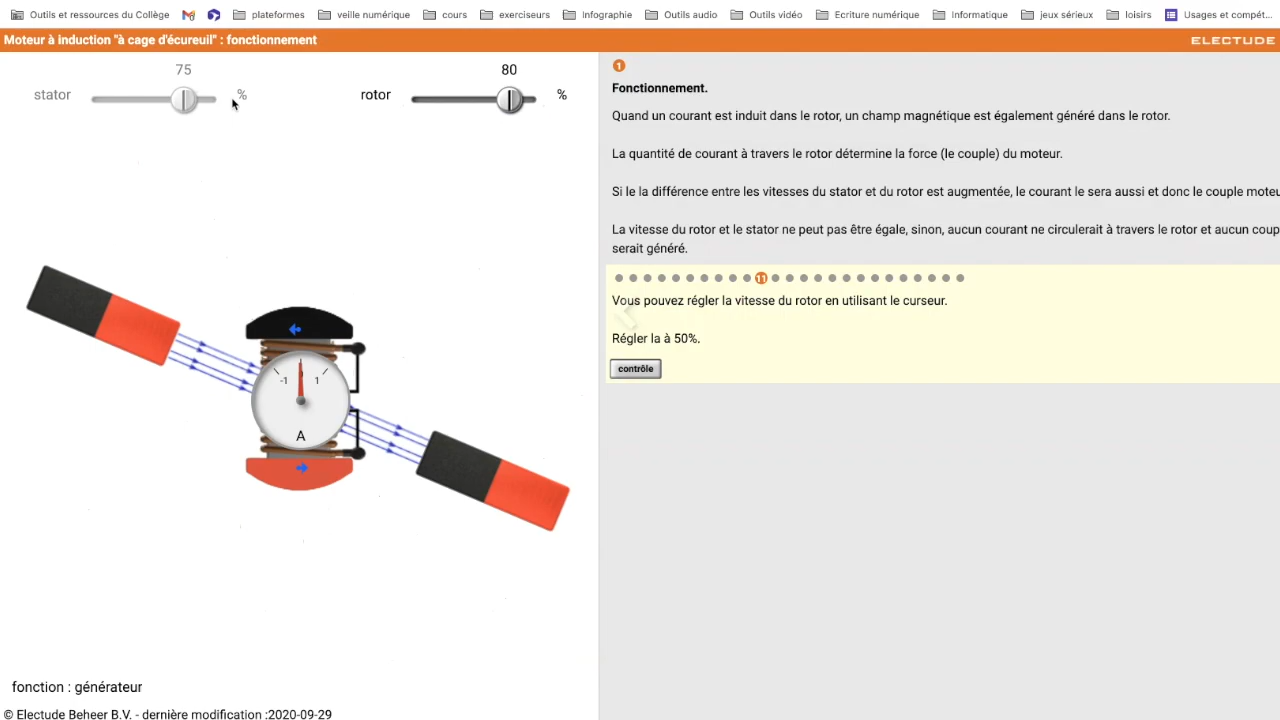 Outils et ressources du Collège plateformes veille numérique cours exerciseurs Infographie Outils audio Outils vidéo Ecriture numérique Informatique jeux sérieux loisirs Usages et compét...
Moteur à induction "à cage d'écureuil" : fonctionnement ELECTUDE
75
stator %
80
rotor %
1
Fonctionnement.
Quand un courant est induit dans le rotor, un champ magnétique est également généré dans le rotor.
La quantité de courant à travers le rotor détermine la force (le couple) du moteur.
Si le la différence entre les vitesses du stator et du rotor est augmentée, le courant le sera aussi et donc le couple moteu
La vitesse du rotor et le stator ne peut pas être égale, sinon, aucun courant ne circulerait à travers le rotor et aucun coup
serait généré.
11
Vous pouvez régler la vitesse du rotor en utilisant le curseur.
Régler la à 50%.
contrôle
-1 1
A
fonction : générateur
© Electude Beheer B.V. - dernière modification :2020-09-29